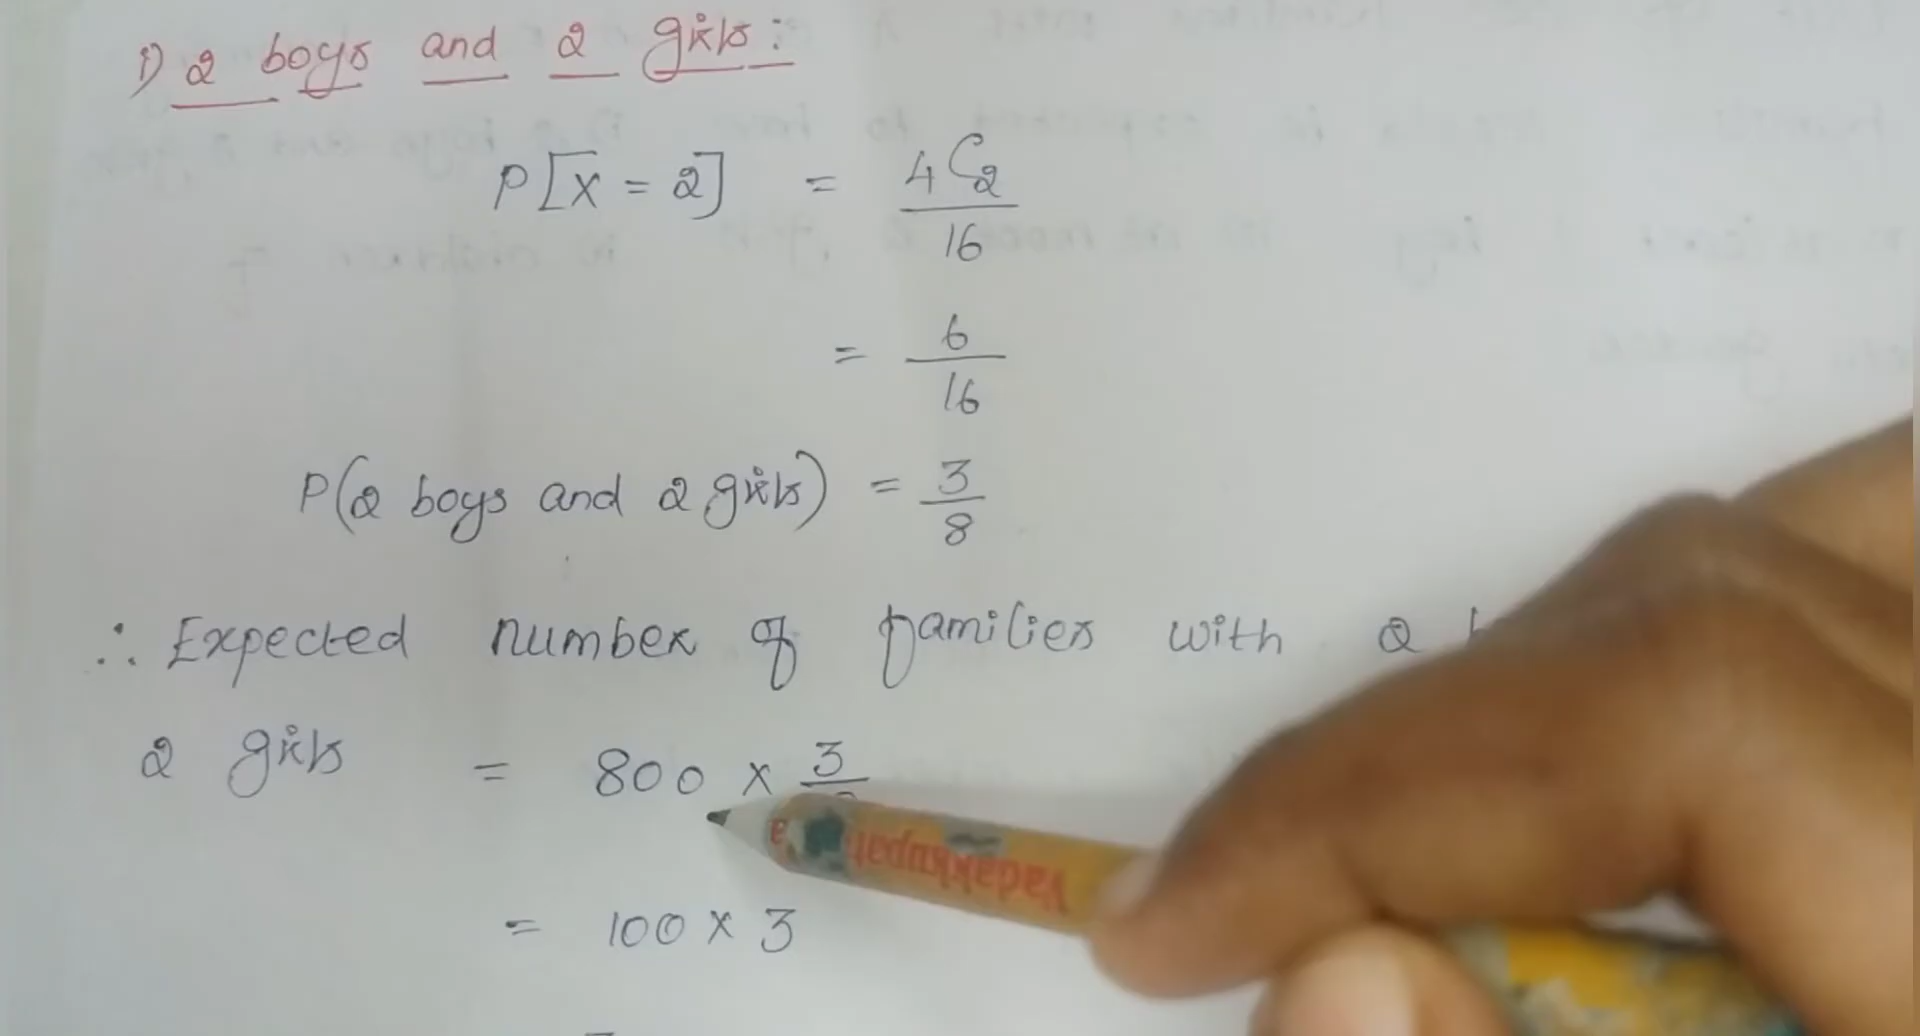 i) 2 boys and 2 girls:
P[X = 2] = 4C2
16
= 6
16
P(2 boys and 2 girls) = 3
8
∴ Expected number of families with 2
2 girls = 800 x 3
= 100 x 3